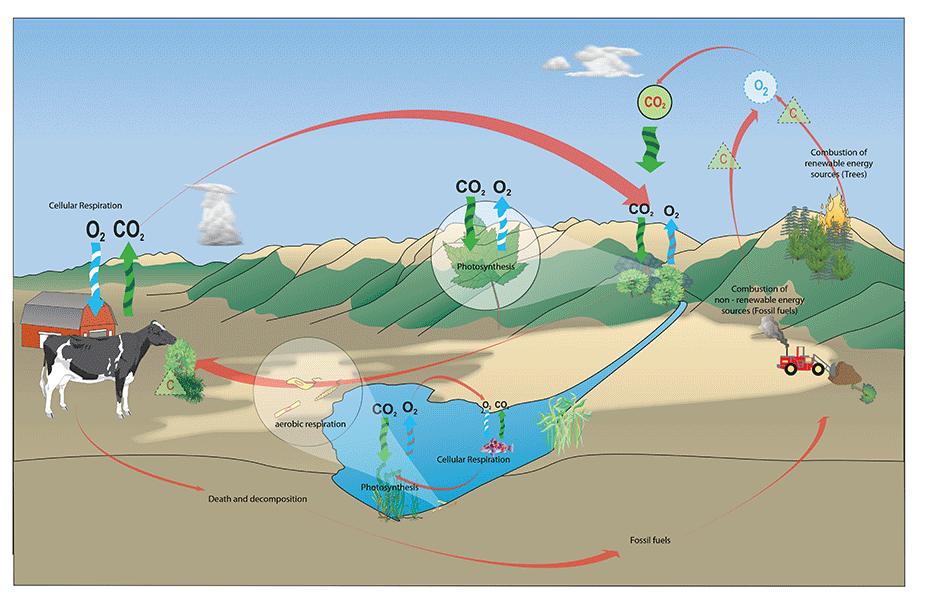 O₂
CO₂
C
C
Combustion of
renewable energy
sources (Trees)
Cellular Respiration
O₂ CO₂
CO₂ O₂
Photosynthesis
CO₂ O₂
Combustion of
non - renewable energy
sources (Fossil fuels)
C
aerobic respiration
CO₂ O₂
O₂ CO₂
Cellular Respiration
Photosynthesis
Death and decomposition
Fossil fuels